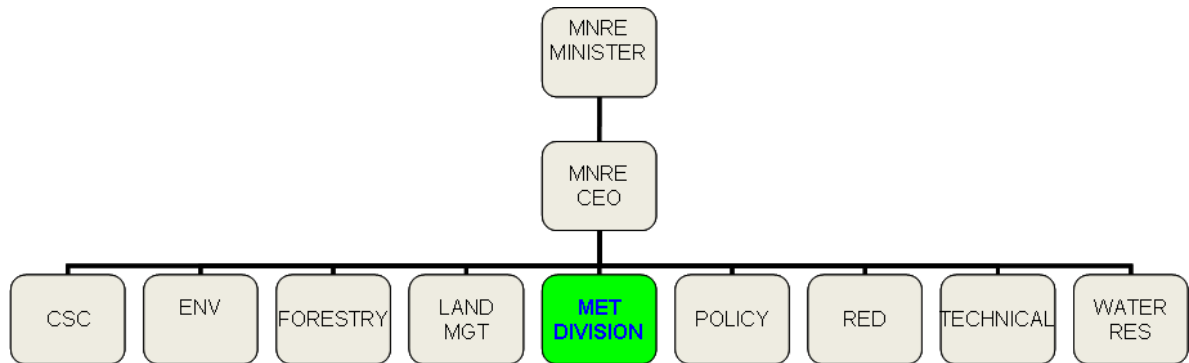 MNRE
MINISTER
MNRE
CEO
CSC
ENV
FORESTRY
LAND
MGT
MET
DIVISION
POLICY
RED
TECHNICAL
WATER
RES